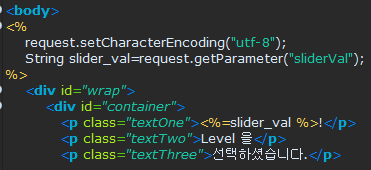 <body>
<%
request.setCharacterEncoding("utf-8");
String slider_val=request.getParameter("sliderVal");
%>
<div id="wrap">
<div id="container">
<p class="textOne"><%=slider_val %>!</p>
<p class="textTwo">Level 을</p>
<p class="textThree">선택하셨습니다.</p>